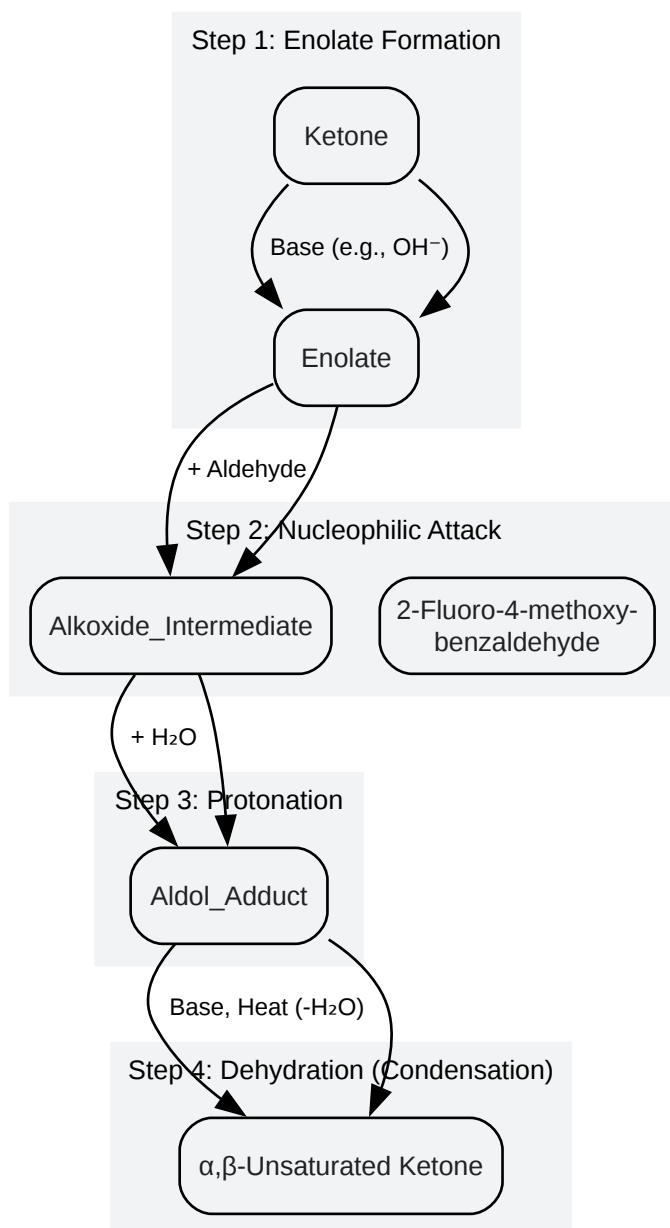 Step 1: Enolate Formation
Ketone
Base (e.g., OH⁻)
Enolate
+ Aldehyde
Step 2: Nucleophilic Attack
Alkoxide_Intermediate
2-Fluoro-4-methoxy-
benzaldehyde
+ H₂O
Step 3: Protonation
Aldol_Adduct
Base, Heat (-H₂O)
Step 4: Dehydration (Condensation)
α,β-Unsaturated Ketone